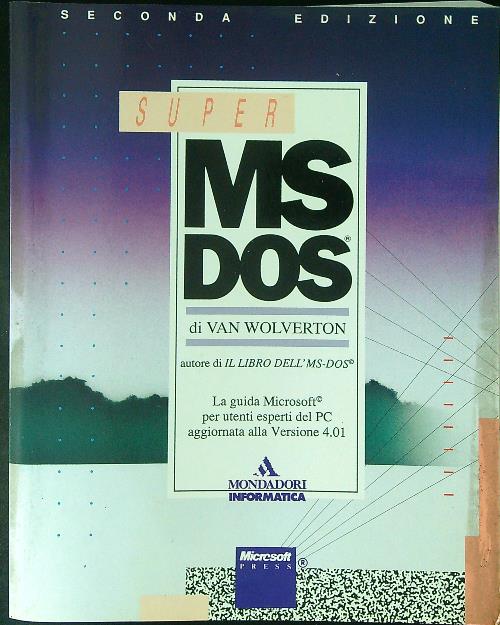 SECONDA EDIZIONE
SUPER
MS
DOS®
di VAN WOLVERTON
autore di IL LIBRO DELL'MS-DOS©
La guida Microsoft©
per utenti esperti del PC
aggiornata alla Versione 4.01
MONDADORI
INFORMATICA
Microsoft
PRESS ®